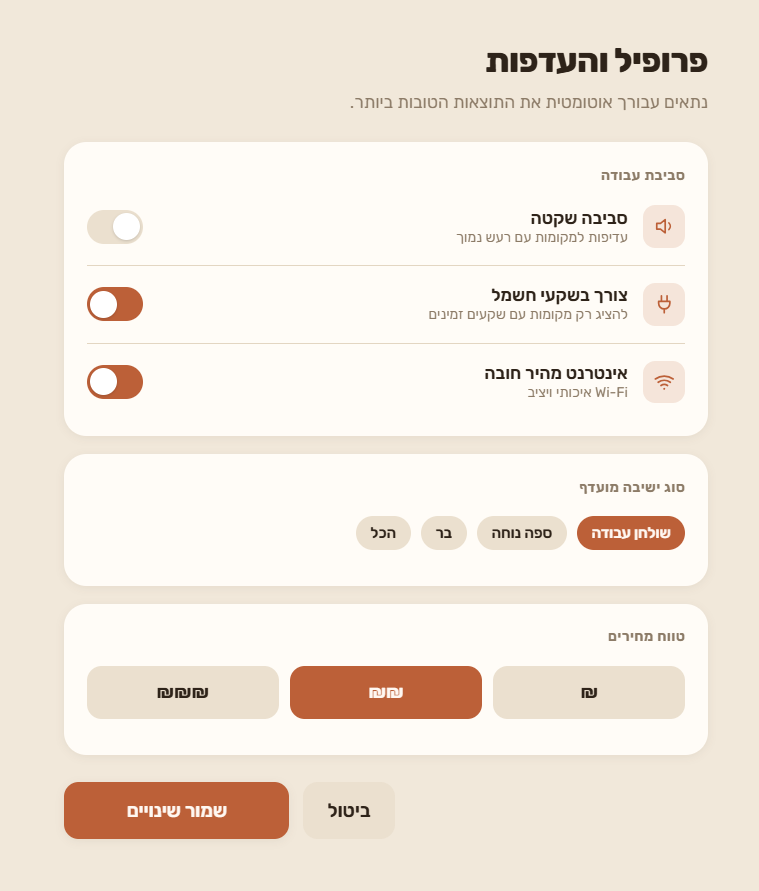 פרופיל והעדפות
נתאים עבורך אוטומטית את התוצאות הטובות ביותר.
סביבת עבודה
סביבה שקטה
עדיפות למקומות עם רעש נמוך
צורך בשקעי חשמל
להציג רק מקומות עם שקעים זמינים
אינטרנט מהיר חובה
Wi-Fi איכותי ויציב
סוג ישיבה מועדף
שולחן עבודה ספה נוחה בר הכל
טווח מחירים
₪ ₪₪ ₪₪₪
ביטול שמור שינויים